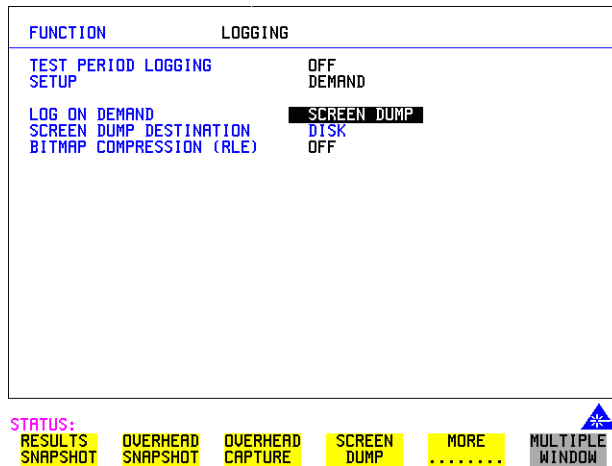 FUNCTION LOGGING
TEST PERIOD LOGGING OFF
SETUP DEMAND
LOG ON DEMAND SCREEN DUMP
SCREEN DUMP DESTINATION DISK
BITMAP COMPRESSION (RLE) OFF
STATUS:
RESULTS OVERHEAD OVERHEAD SCREEN MORE MULTIPLE
SNAPSHOT SNAPSHOT CAPTURE DUMP ........ WINDOW